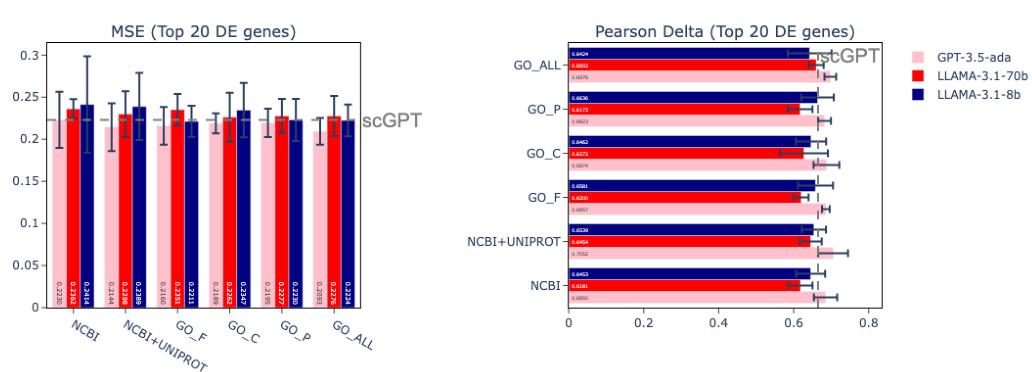 MSE (Top 20 DE genes)
0.3
0.25
0.2
0.15
0.1
0.05
0
scGPT
0.2230
0.2362
0.2414
0.2144
0.2298
0.2389
0.2160
0.2351
0.2211
0.2189
0.2262
0.2347
0.2195
0.2277
0.2230
0.2093
0.2276
0.2224
NCBI
NCBI+UNIPROT
GO_F
GO_C
GO_P
GO_ALL
Pearson Delta (Top 20 DE genes)
scGPT
GO_ALL
0.6424
0.6602
0.6976
GO_P
0.6636
0.6173
0.6823
GO_C
0.6462
0.6272
0.6874
GO_F
0.6581
0.6200
0.6857
NCBI+UNIPROT
0.6539
0.6454
0.7052
NCBI
0.6453
0.6181
0.6850
0
0.2
0.4
0.6
0.8
GPT-3.5-ada
LLAMA-3.1-70b
LLAMA-3.1-8b